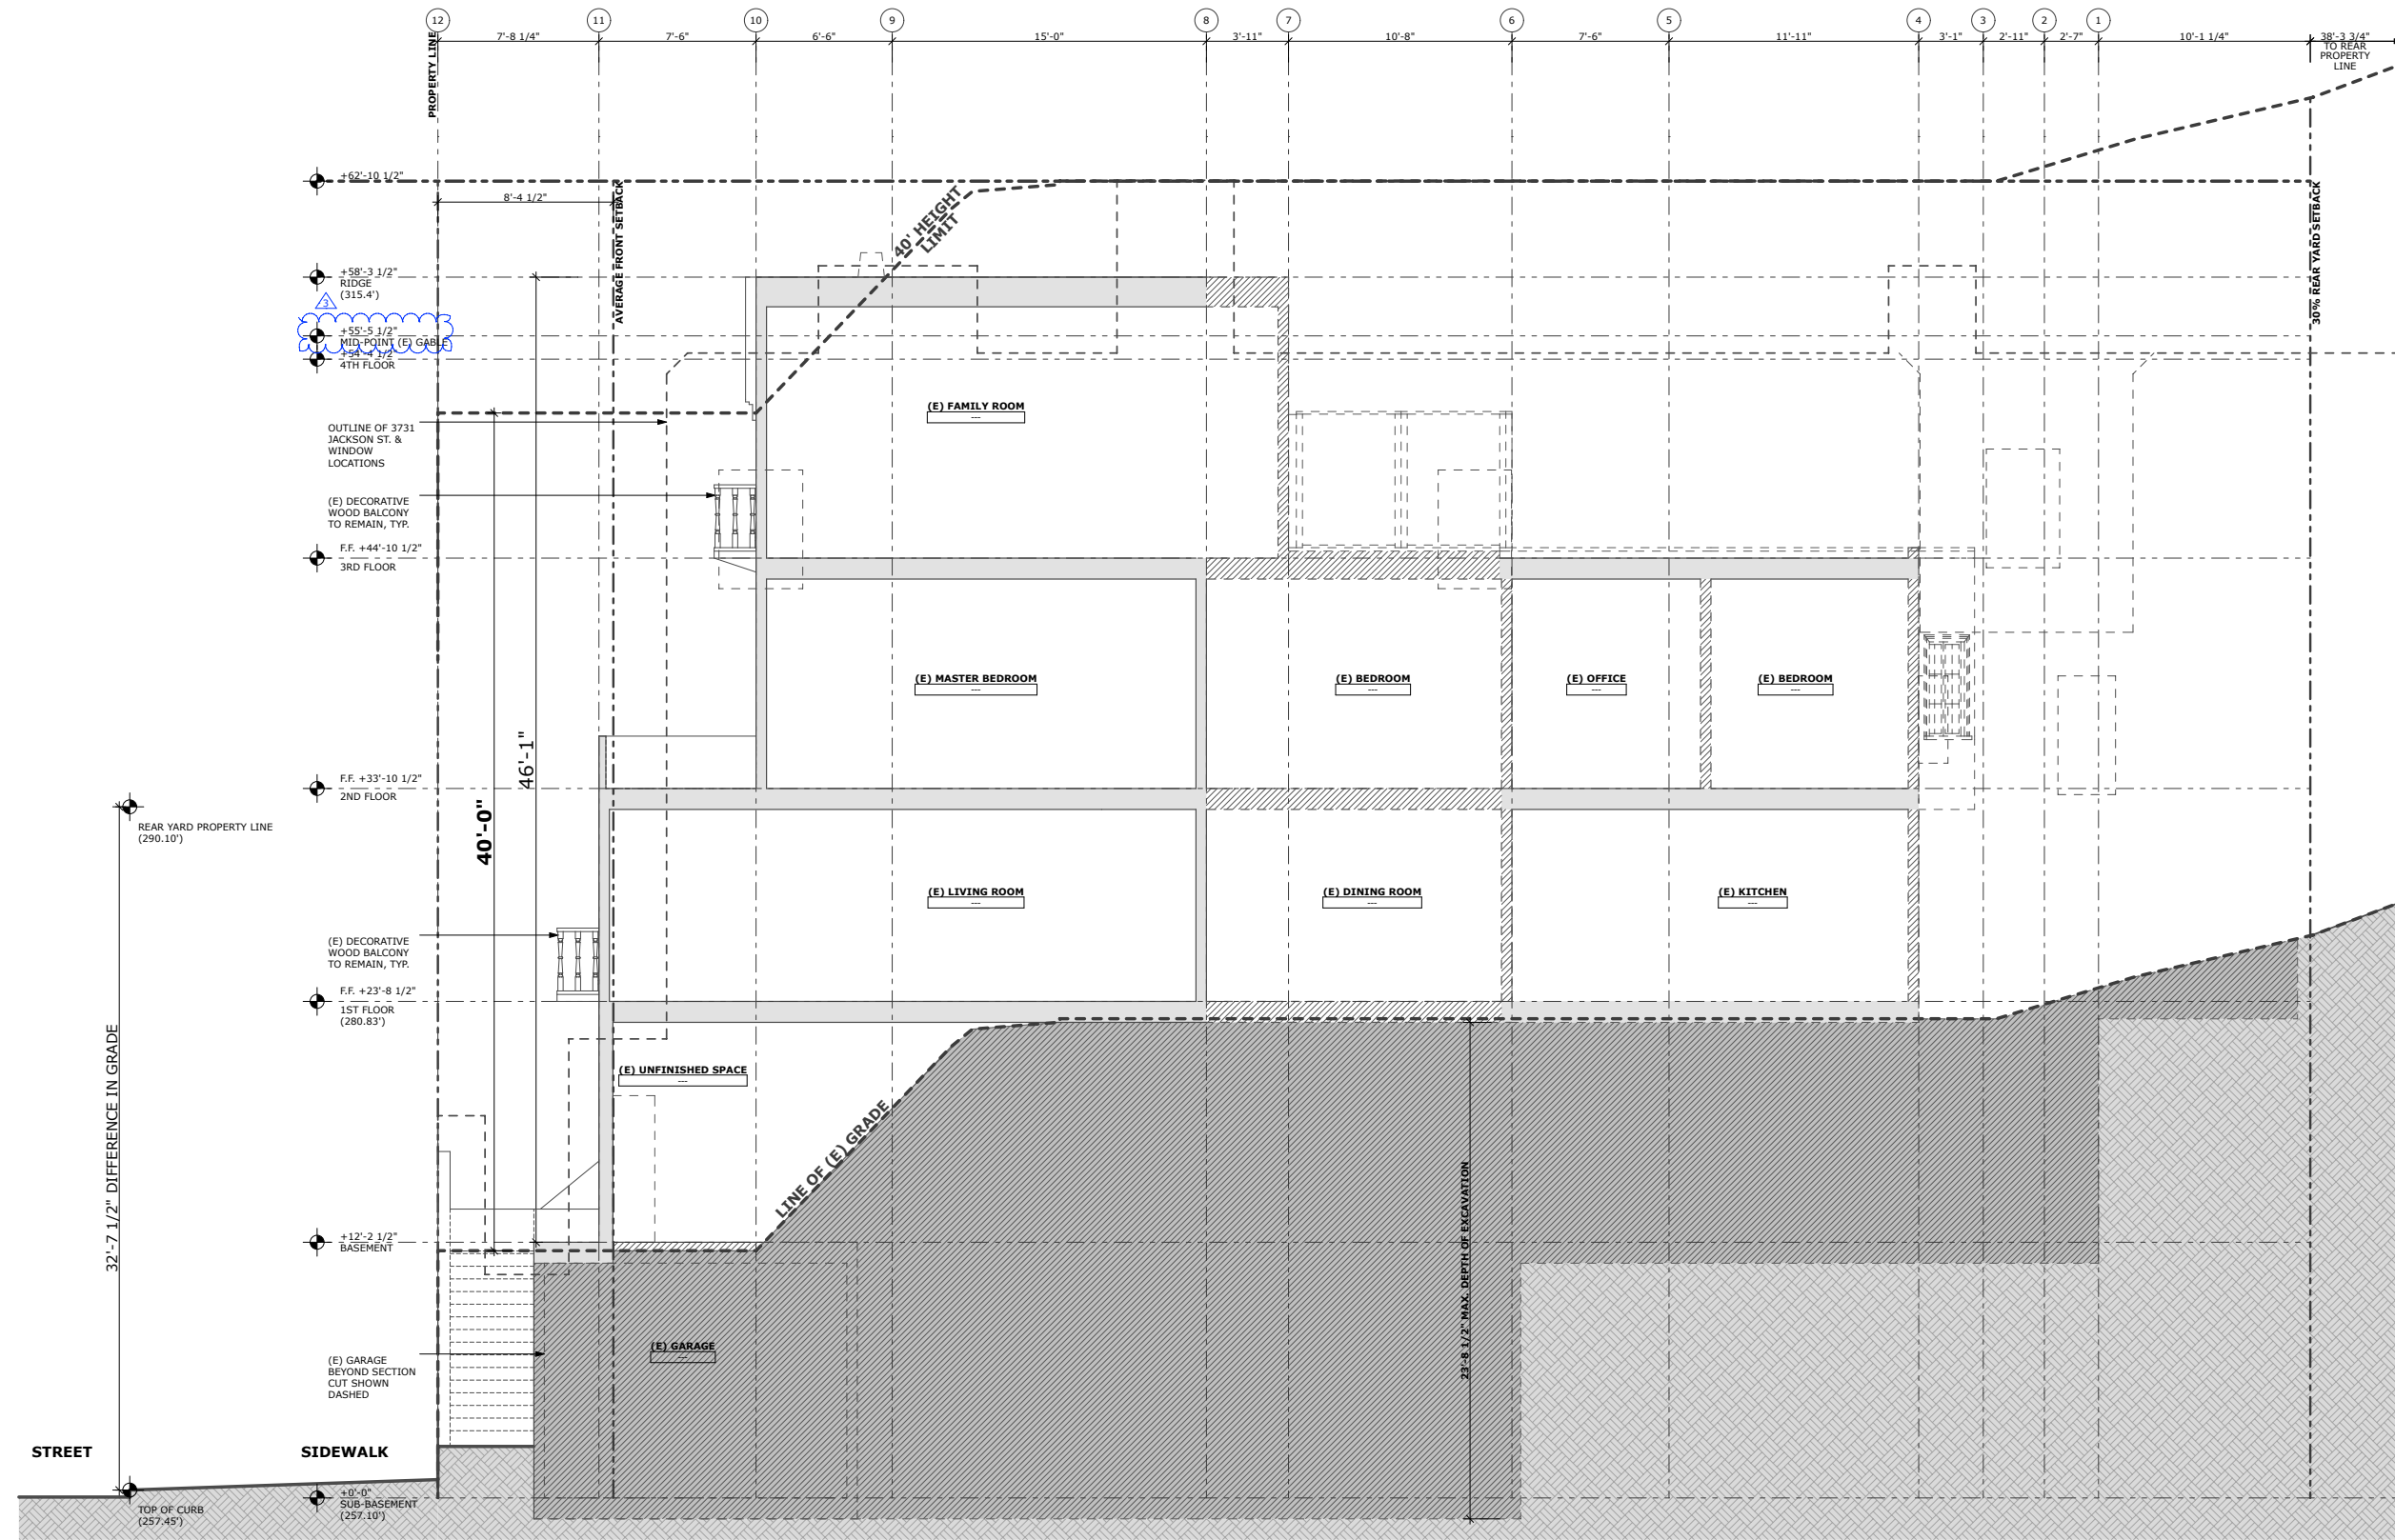 12
11
10
9
8
7
6
5
4
3
2
1
7'-8 1/4"
7'-6"
6'-6"
15'-0"
3'-11"
10'-8"
7'-6"
11'-11"
3'-1"
2'-11"
2'-7"
10'-1 1/4"
38'-3 3/4"
TO REAR
PROPERTY
LINE
PROPERTY LINE
+62'-10 1/2"
8'-4 1/2"
AVERAGE FRONT SETBACK
40' HEIGHT
LIMIT
30% REAR YARD SETBACK
+58'-3 1/2"
RIDGE
(315.4')
3
+55'-5 1/2"
MID-POINT (E) GABLE
+54'-4 1/2"
4TH FLOOR
OUTLINE OF 3731
JACKSON ST. &
WINDOW
LOCATIONS
(E) FAMILY ROOM
---
(E) DECORATIVE
WOOD BALCONY
TO REMAIN, TYP.
F.F. +44'-10 1/2"
3RD FLOOR
(E) MASTER BEDROOM
---
(E) BEDROOM
---
(E) OFFICE
---
(E) BEDROOM
---
46'-1"
40'-0"
F.F. +33'-10 1/2"
2ND FLOOR
REAR YARD PROPERTY LINE
(290.10')
(E) LIVING ROOM
---
(E) DINING ROOM
---
(E) KITCHEN
---
(E) DECORATIVE
WOOD BALCONY
TO REMAIN, TYP.
F.F. +23'-8 1/2"
1ST FLOOR
(280.83')
32'-7 1/2" DIFFERENCE IN GRADE
(E) UNFINISHED SPACE
---
LINE OF (E) GRADE
23'-8 1/2" MAX. DEPTH OF EXCAVATION
+12'-2 1/2"
BASEMENT
(E) GARAGE
---
(E) GARAGE
BEYOND SECTION
CUT SHOWN
DASHED
STREET
SIDEWALK
+0'-0"
SUB-BASEMENT
(257.10')
TOP OF CURB
(257.45')